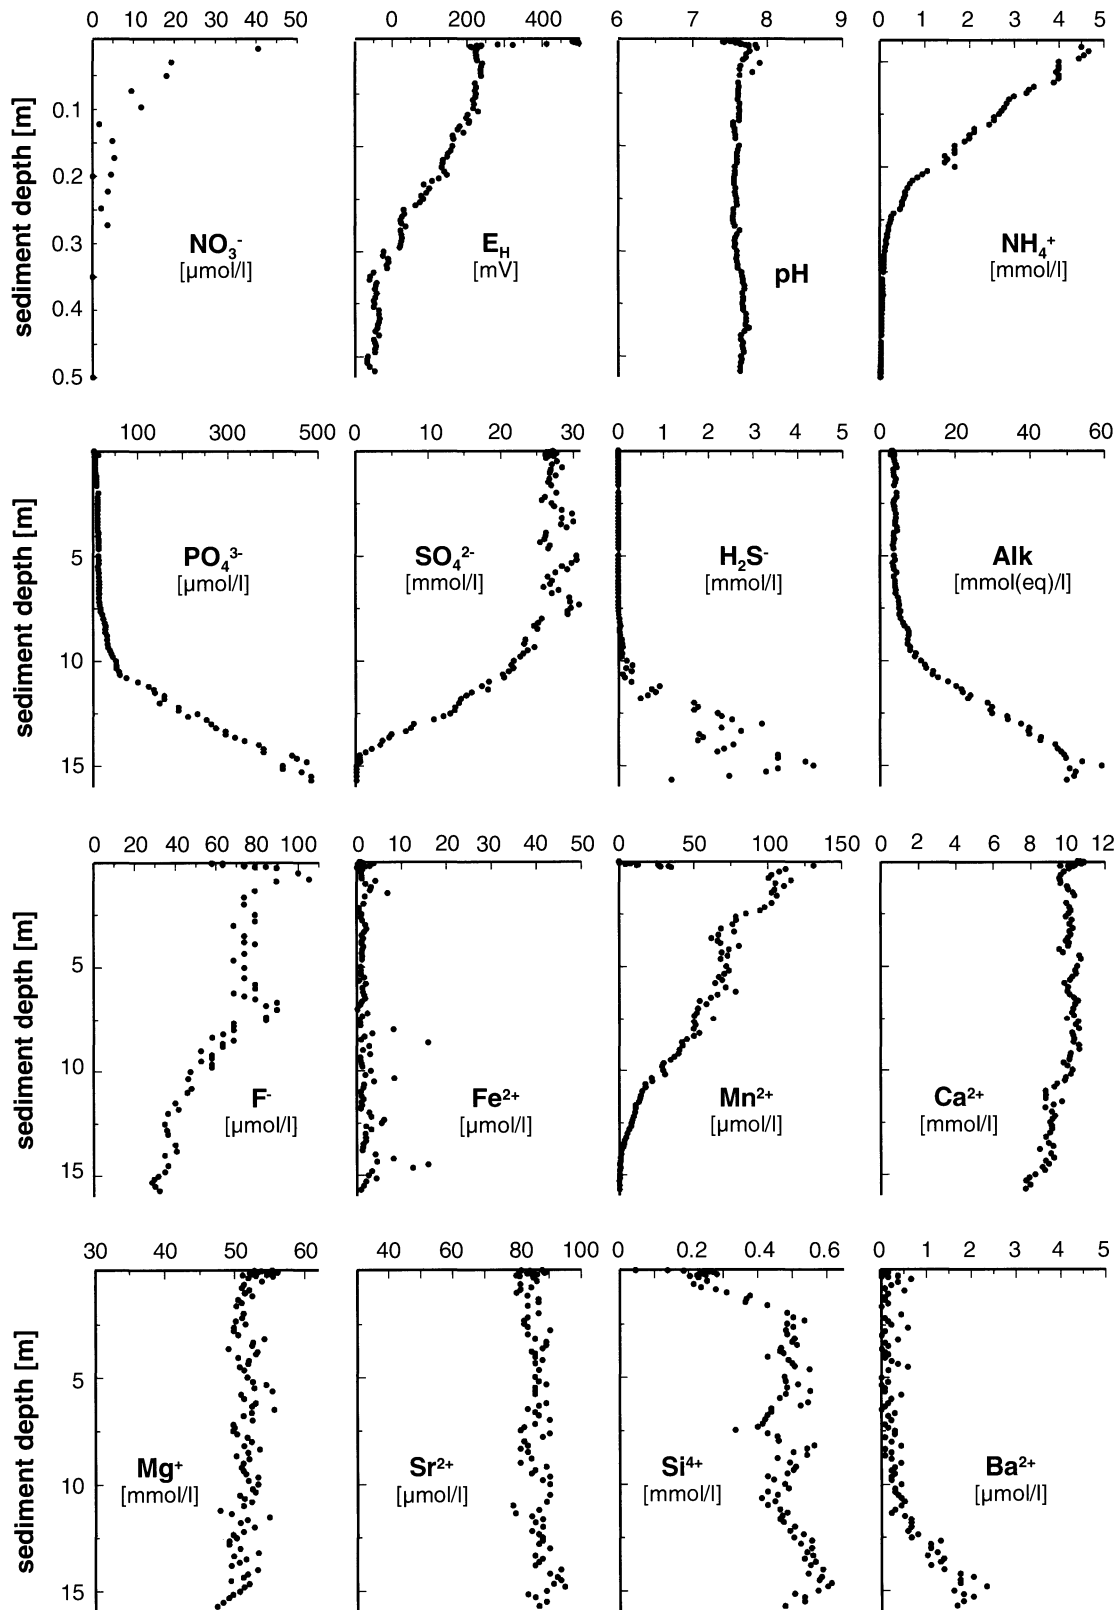 0 10 20 30 40 50
0 200 400
6 7 8 9
0 1 2 3 4 5
sediment depth [m]
0.1
0.2
0.3
0.4
0.5
NO₃⁻
[µmol/l]
E_H
[mV]
pH
NH₄⁺
[mmol/l]
100 300 500
0 10 20 30
0 1 2 3 4 5
0 20 40 60
sediment depth [m]
5
10
15
PO₄³⁻
[µmol/l]
SO₄²⁻
[mmol/l]
H₂S⁻
[mmol/l]
Alk
[mmol(eq)/l]
0 20 40 60 80 100
0 10 20 30 40 50
0 50 100 150
0 2 4 6 8 10 12
sediment depth [m]
5
10
15
F⁻
[µmol/l]
Fe²⁺
[µmol/l]
Mn²⁺
[µmol/l]
Ca²⁺
[mmol/l]
30 40 50 60
40 60 80 100
0 0.2 0.4 0.6
0 1 2 3 4 5
sediment depth [m]
5
10
15
Mg⁺
[mmol/l]
Sr²⁺
[µmol/l]
Si⁴⁺
[mmol/l]
Ba²⁺
[µmol/l]